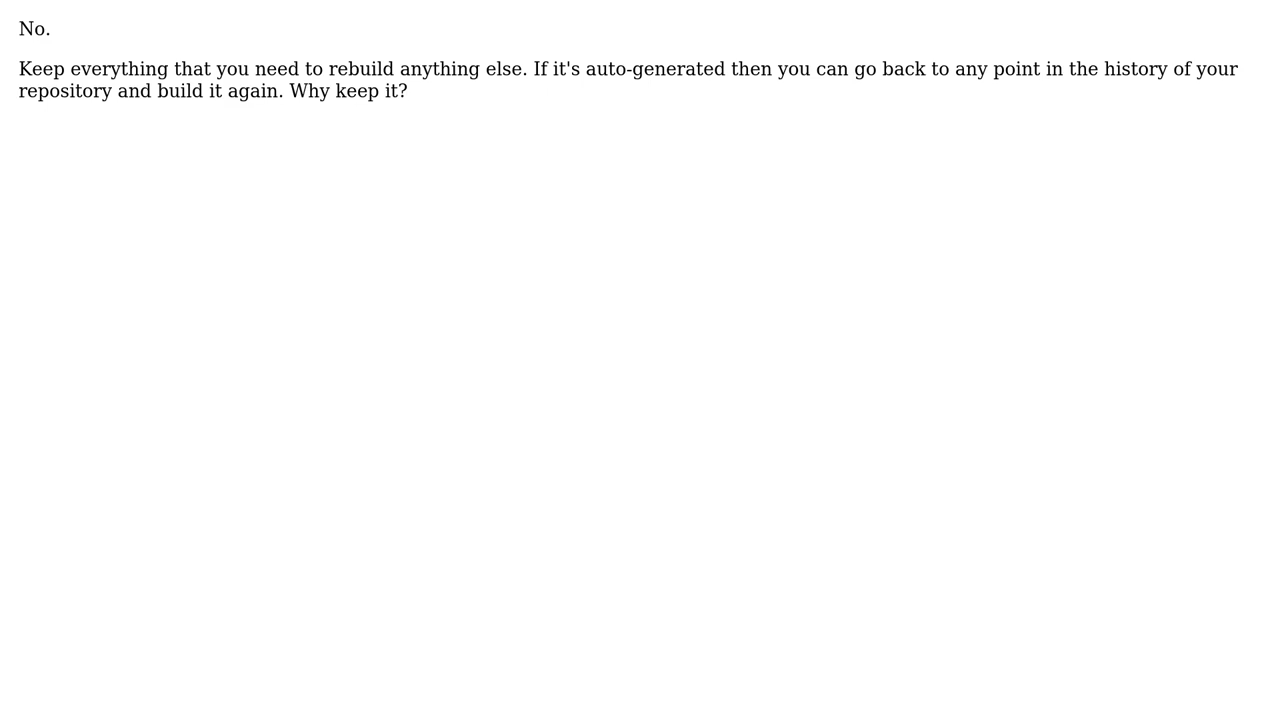 No.
Keep everything that you need to rebuild anything else. If it's auto-generated then you can go back to any point in the history of your
repository and build it again. Why keep it?